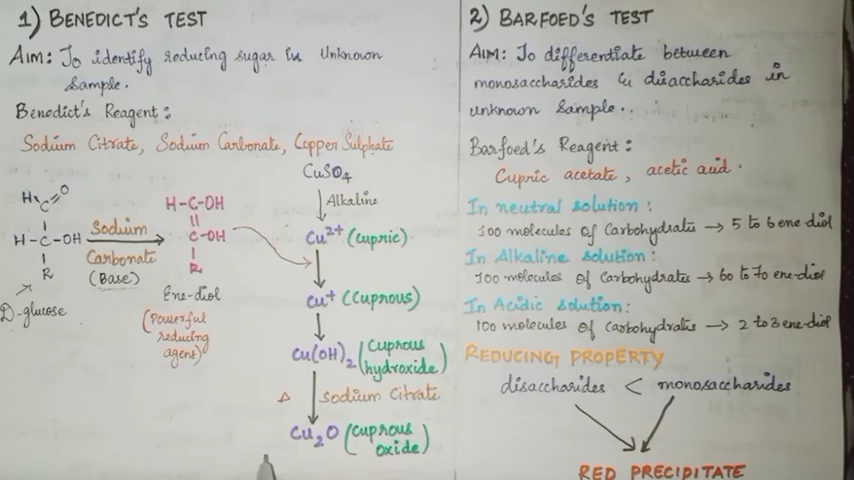 1) BENEDICT'S TEST
AIM: To identify reducing sugar in Unknown
Sample.
Benedict's Reagent:
Sodium Citrate, Sodium Carbonate, Copper Sulphate
CuSO4
Alkaline
H C O
H-C-OH
R
D-glucose
Sodium
Carbonate
(Base)
H-C-OH
C-OH
R
Ene-diol
(Powerful
reducing
agent)
Cu2+ (cupric)
Cu+ (Cuprous)
Cu(OH)2 (Cuprous
hydroxide)
Δ Sodium Citrate
Cu2O (Cuprous
oxide)
2) BARFOED'S TEST
AIM: To differentiate between
monosaccharides & disaccharides in
unknown Sample..
Barfoed's Reagent:
Cupric acetate, acetic acid.
In neutral solution:
100 molecules of Carbohydrates → 5 to 6 ene-diol
In Alkaline solution:
100 molecules of Carbohydrates → 60 to 70 ene-diol
In Acidic solution:
100 molecules of Carbohydrates → 2 to 3 ene-diol
REDUCING PROPERTY
disaccharides < monosaccharides
RED PRECIPITATE